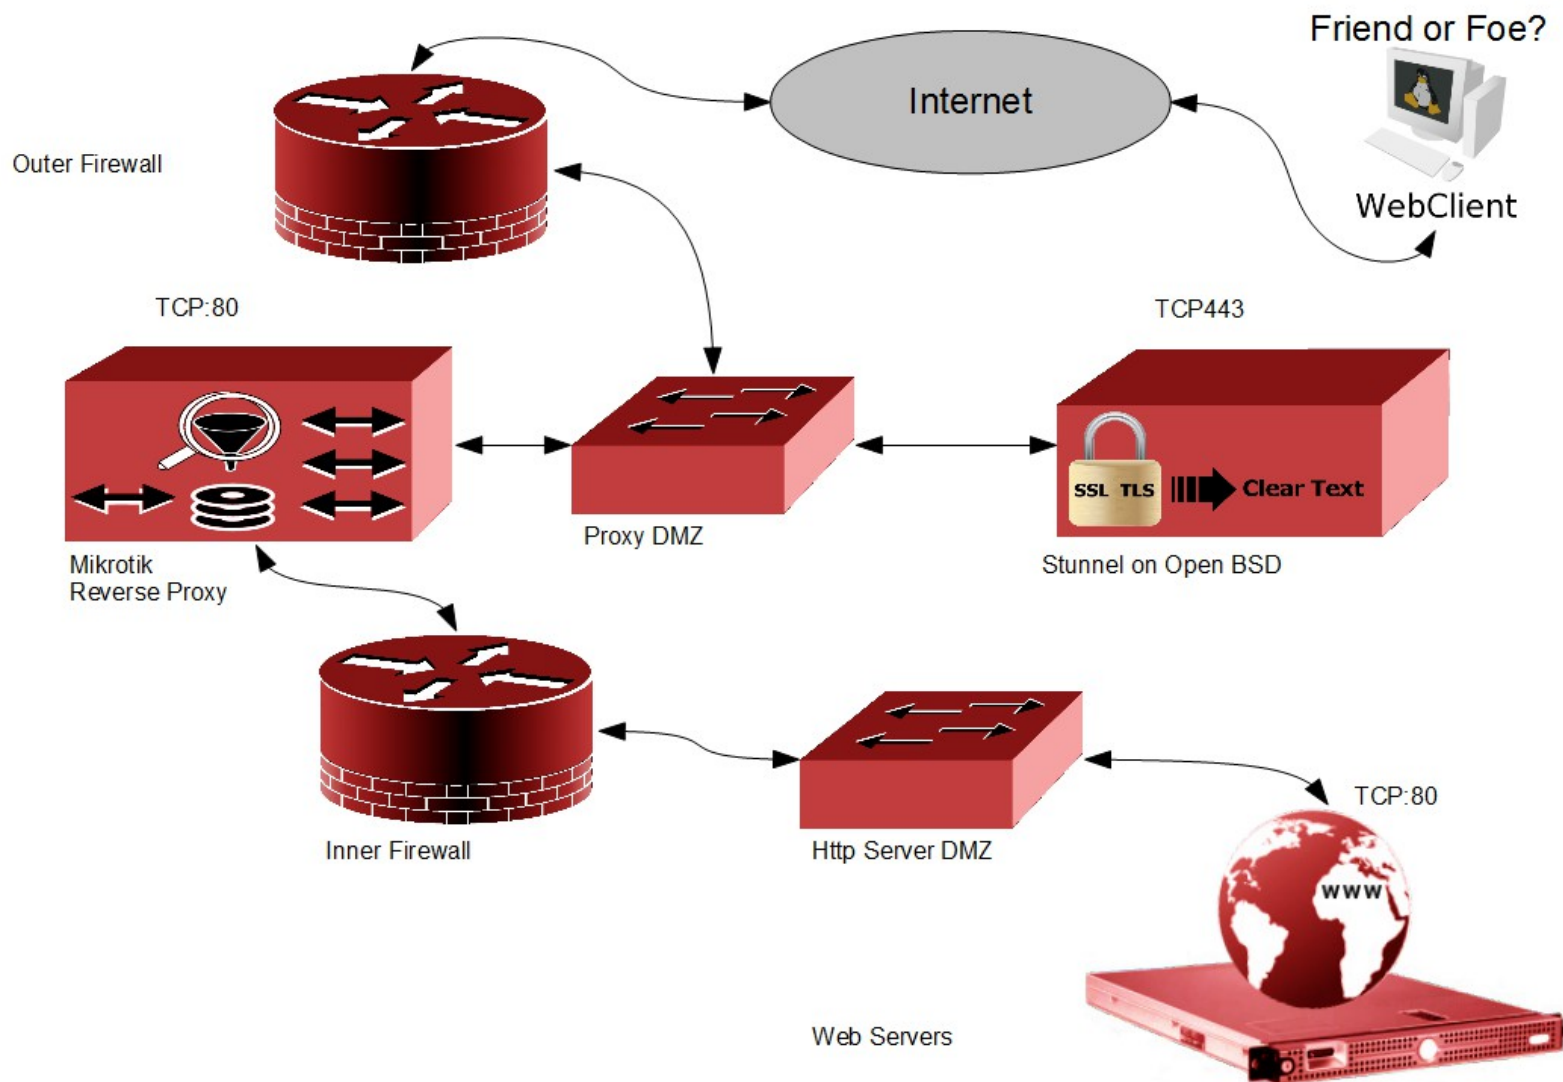 Friend or Foe?
Internet
Outer Firewall
WebClient
TCP:80
TCP443
SSL TLS
Clear Text
Proxy DMZ
Mikrotik
Reverse Proxy
Stunnel on Open BSD
Inner Firewall
Http Server DMZ
TCP:80
www
Web Servers